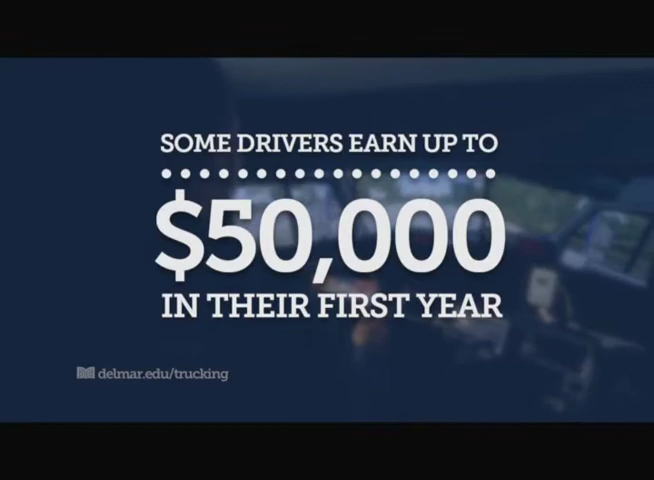 SOME DRIVERS EARN UP TO
$50,000
IN THEIR FIRST YEAR
delmar.edu/trucking